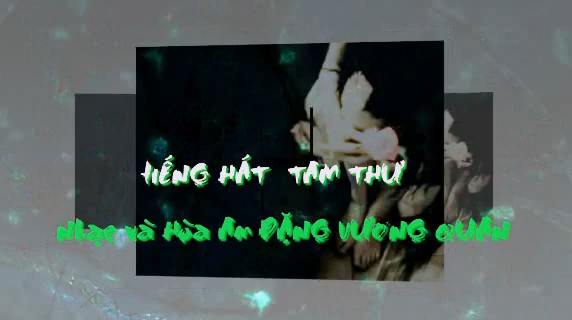 TIẾNG HÁT TÂM THƯ
Nhạc và Hòa Âm ĐẶNG VƯƠNG QUÂN